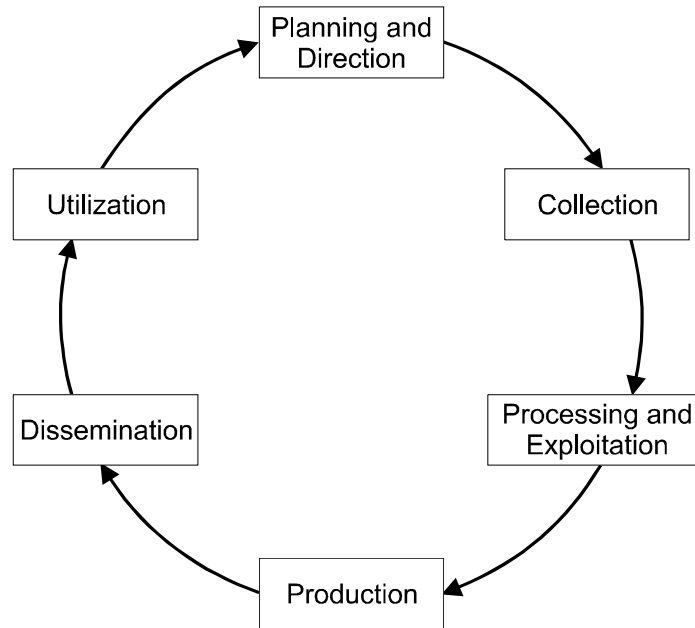 Planning and
Direction
Utilization
Collection
Dissemination
Processing and
Exploitation
Production